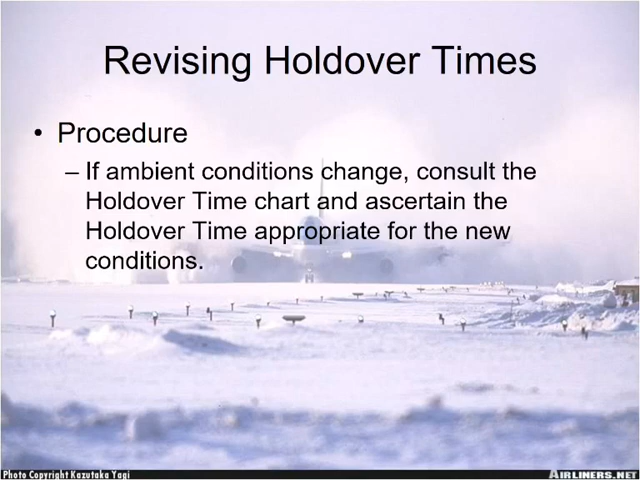 Revising Holdover Times
• Procedure
– If ambient conditions change, consult the
Holdover Time chart and ascertain the
Holdover Time appropriate for the new
conditions.
Photo Copyright Kazutaka Yagi
AIRLINERS.NET